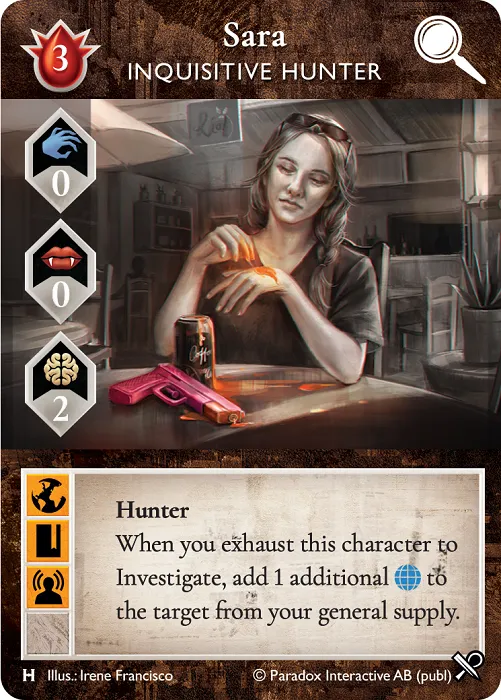 3
Sara
INQUISITIVE HUNTER
0
0
2
Hunter
When you exhaust this character to
Investigate, add 1 additional to
the target from your general supply.
H Illus.: Irene Francisco
© Paradox Interactive AB (publ)